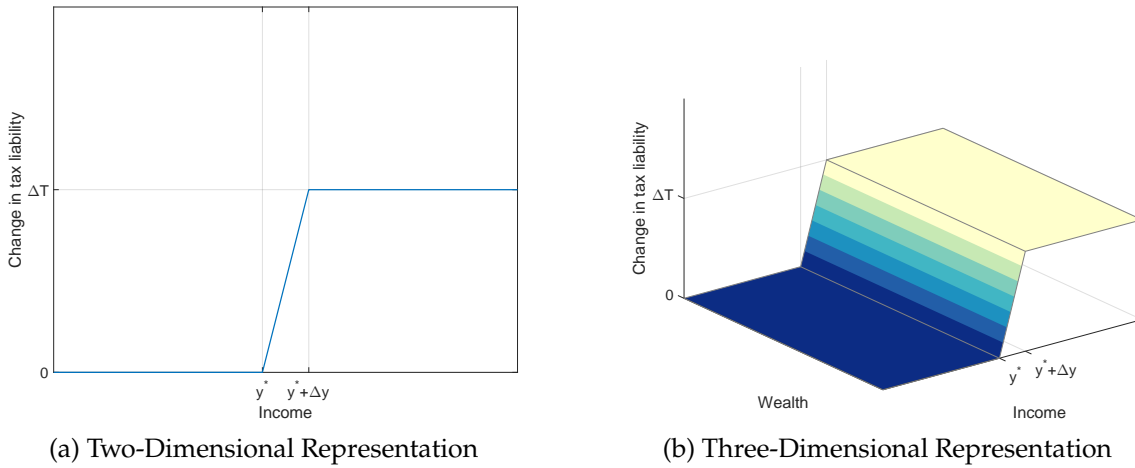 Change in tax liability
ΔT
0
y*
y*+Δy
Income
(a) Two-Dimensional Representation
Change in tax liability
ΔT
0
Wealth
y*
y*+Δy
Income
(b) Three-Dimensional Representation